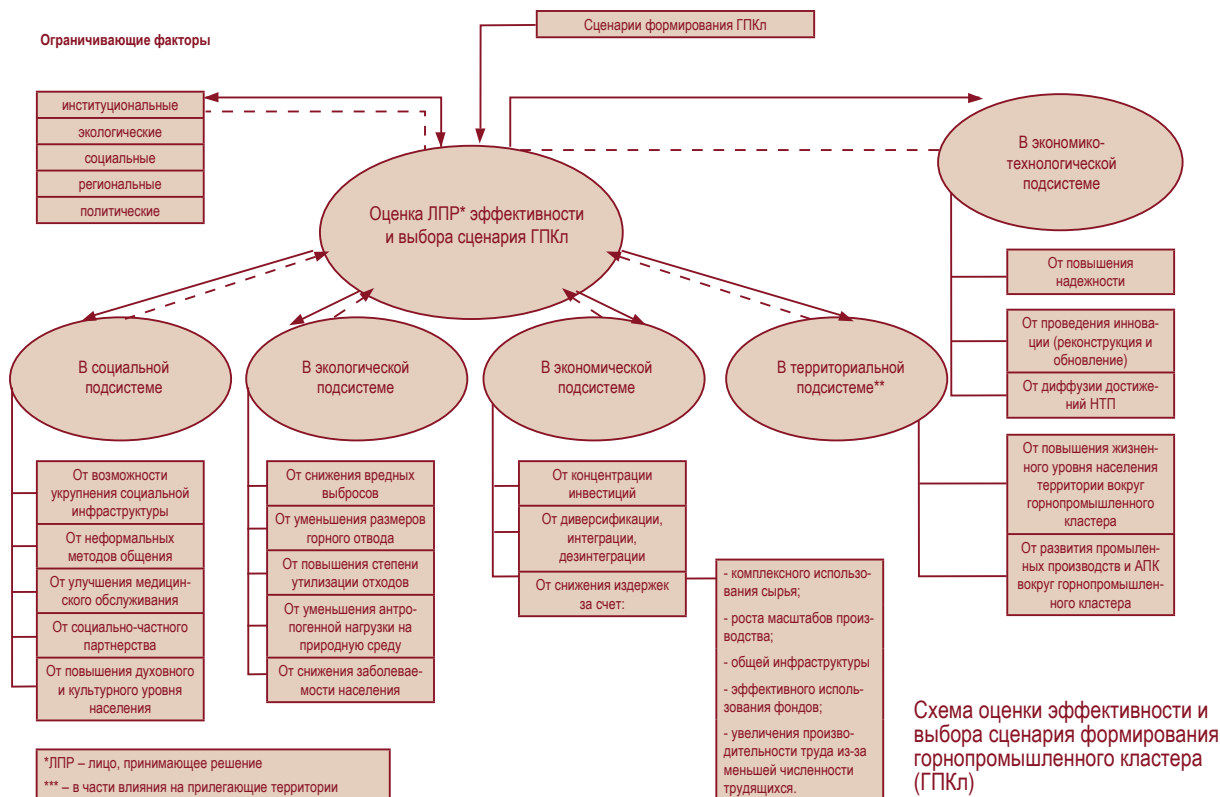 Ограничивающие факторы
Сценарии формирования ГПКл
институциональные
экологические
социальные
региональные
политические
Оценка ЛПР* эффективности
и выбора сценария ГПКл
В экономико-
технологической
подсистеме
От повышения
надежности
От проведения иннова-
ции (реконструкция и
обновление)
От диффузии достиже-
ний НТП
В социальной
подсистеме
В экологической
подсистеме
В экономической
подсистеме
В территориальной
подсистеме**
От возможности
укрупнения социальной
инфраструктуры
От неформальных
методов общения
От улучшения медицин-
ского обслуживания
От социально-частного
партнерства
От повышения духовного
и культурного уровня
населения
От снижения вредных
выбросов
От уменьшения размеров
горного отвода
От повышения степени
утилизации отходов
От уменьшения антро-
погенной нагрузки на
природную среду
От снижения заболевае-
мости населения
От концентрации
инвестиций
От диверсификации,
интеграции,
дезинтеграции
От снижения издержек
за счет:
- комплексного использо-
вания сырья;
- роста масштабов произ-
водства;
- общей инфраструктуры
- эффективного исполь-
зования фондов;
- увеличения произво-
дительности труда из-за
меньшей численности
трудящихся.
От повышения жизнен-
ного уровня населения
территории вокруг
горнопромышленного
кластера
От развития промылен-
ных производств и АПК
вокруг горнопромышлен-
ного кластера
*ЛПР – лицо, принимающее решение
*** – в части влияния на прилегающие территории
Схема оценки эффективности и
выбора сценария формирования
горнопромышленного кластера
(ГПКл)